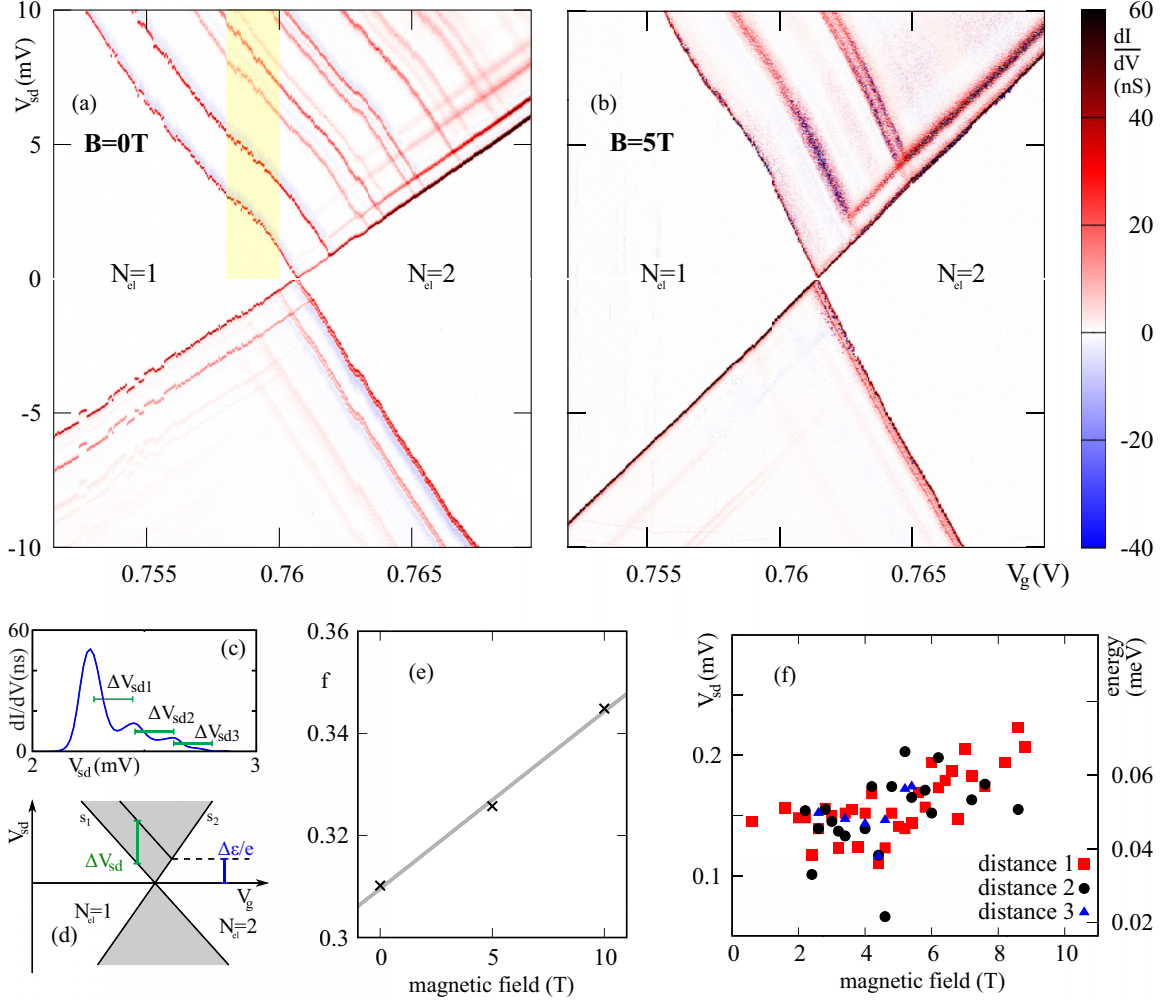 10
V_sd (mV)
5
0
-5
-10
(a)
B=0T
N_el=1
N_el=2
0.755
0.76
0.765
(b)
B=5T
N_el=1
N_el=2
0.755
0.76
0.765
V_g (V)
60
dI
dV
(nS)
40
20
0
-20
-40
60
dI/dV(ns)
0
(c)
ΔV_sd1
ΔV_sd2
ΔV_sd3
2
V_sd (mV)
3
V_sd
s_1
s_2
ΔV_sd
Δε/e
V_g
N_el=1
(d)
N_el=2
0.36
f
(e)
0.34
0.32
0.3
0
5
10
magnetic field (T)
V_sd (mV)
(f)
energy
(meV)
0.2
0.1
0.06
0.04
0.02
distance 1
distance 2
distance 3
0
2
4
6
8
10
magnetic field (T)